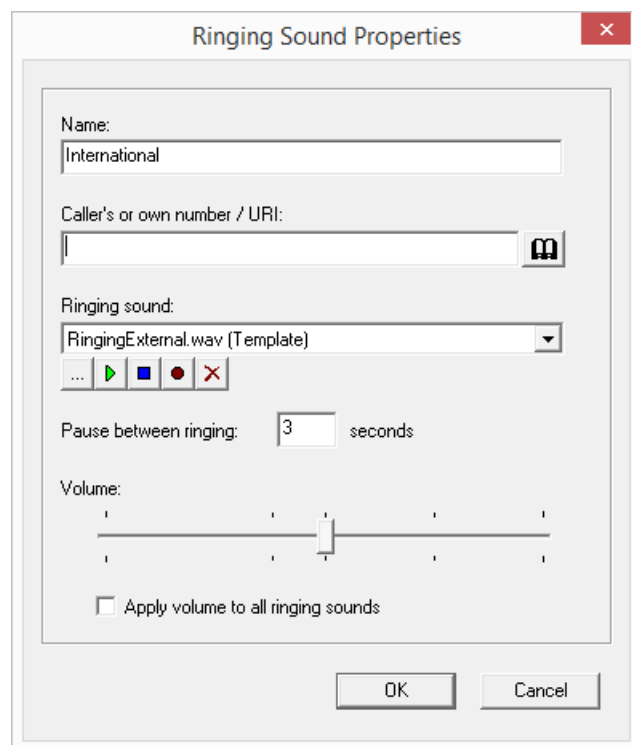 Ringing Sound Properties
Name:
International
Caller's or own number / URI:
Ringing sound:
RingingExternal.wav (Template)
...
Pause between ringing: 3 seconds
Volume:
Apply volume to all ringing sounds
OK Cancel